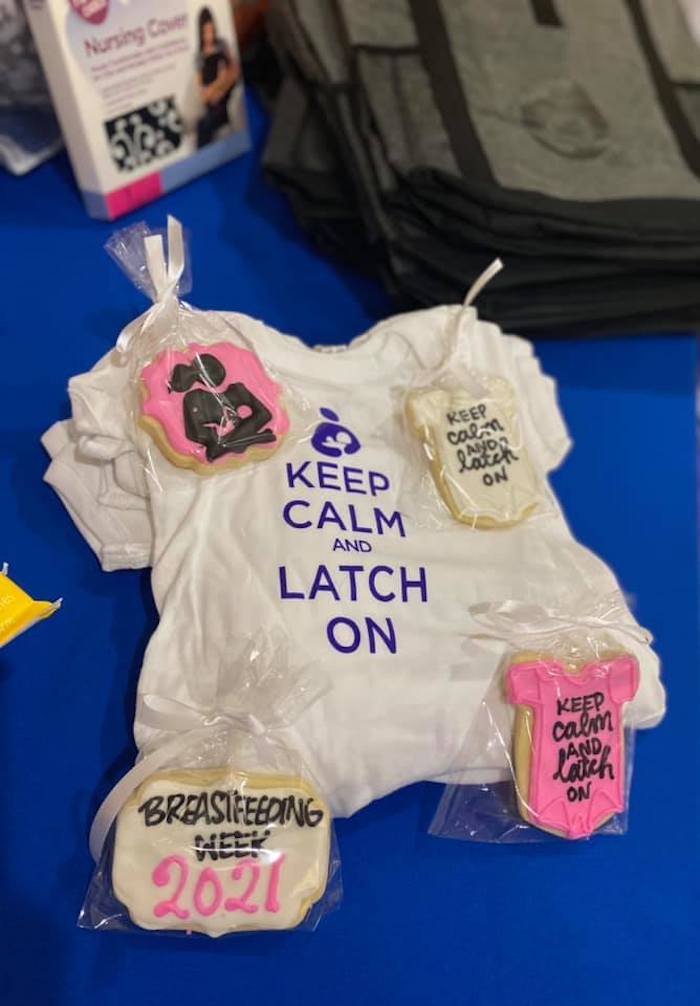 Nursing Cover
KEEP
CALM
AND
LATCH
ON
KEEP
calm
AND
latch
ON
KEEP
calm
AND
latch
ON
BREASTFEEDING
WEEK
2021